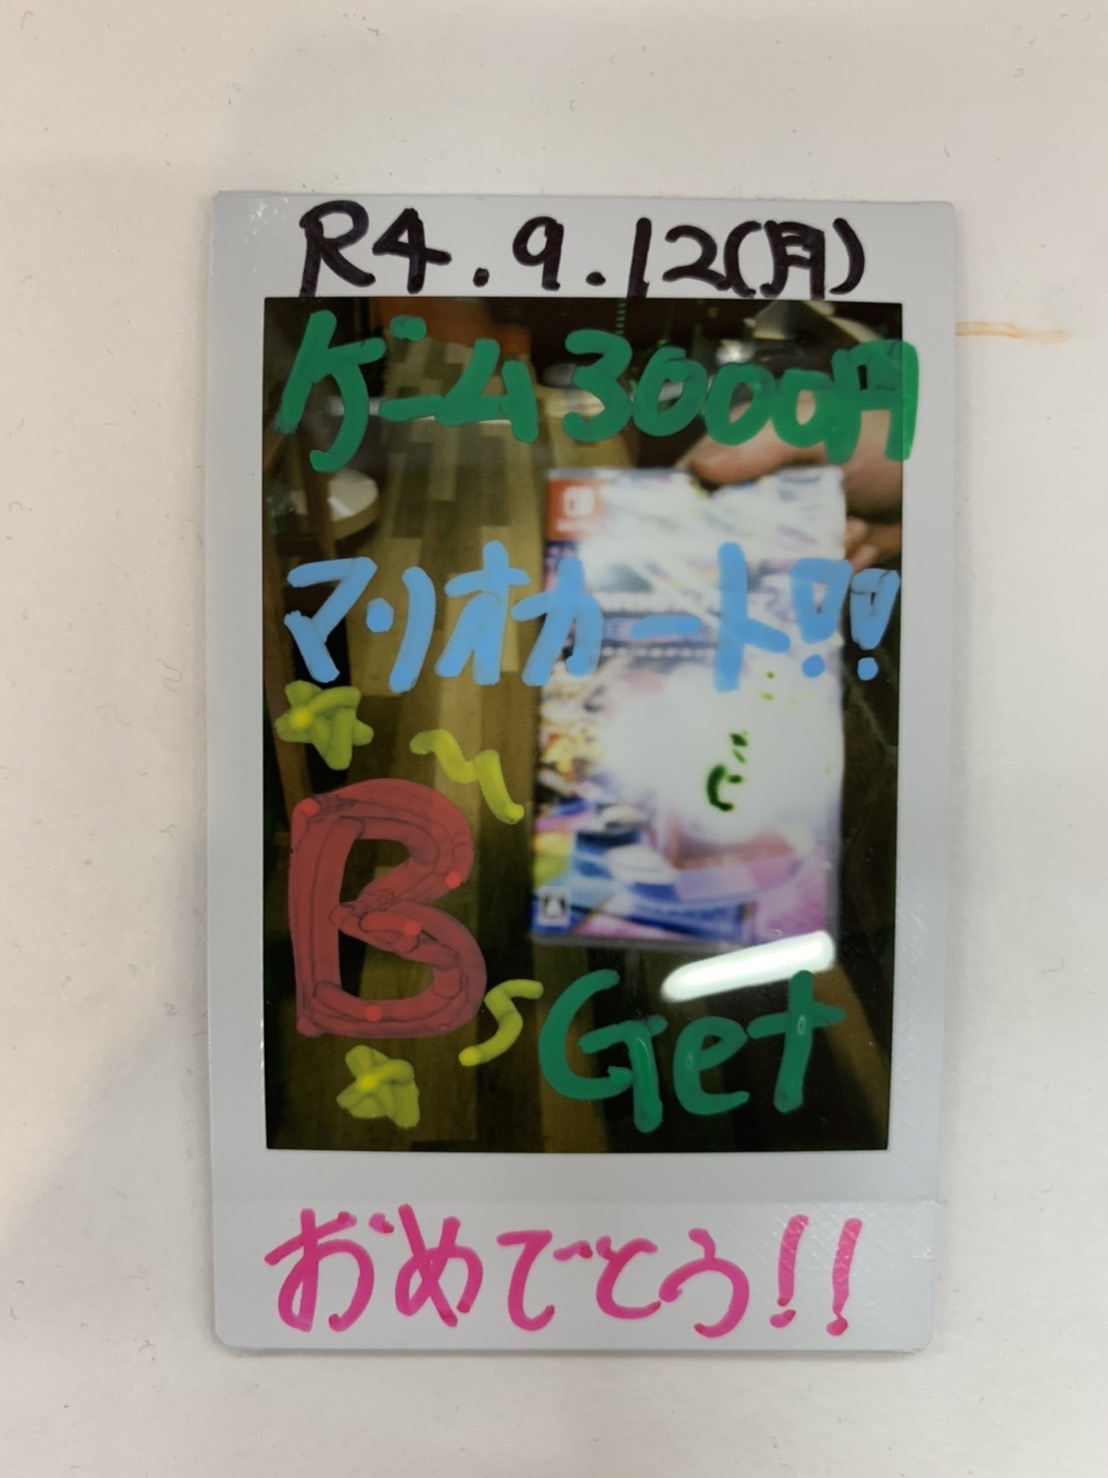 R4.9.12(月)
ゲーム3000円
マリオカート!!
B
Get
おめでとう!!